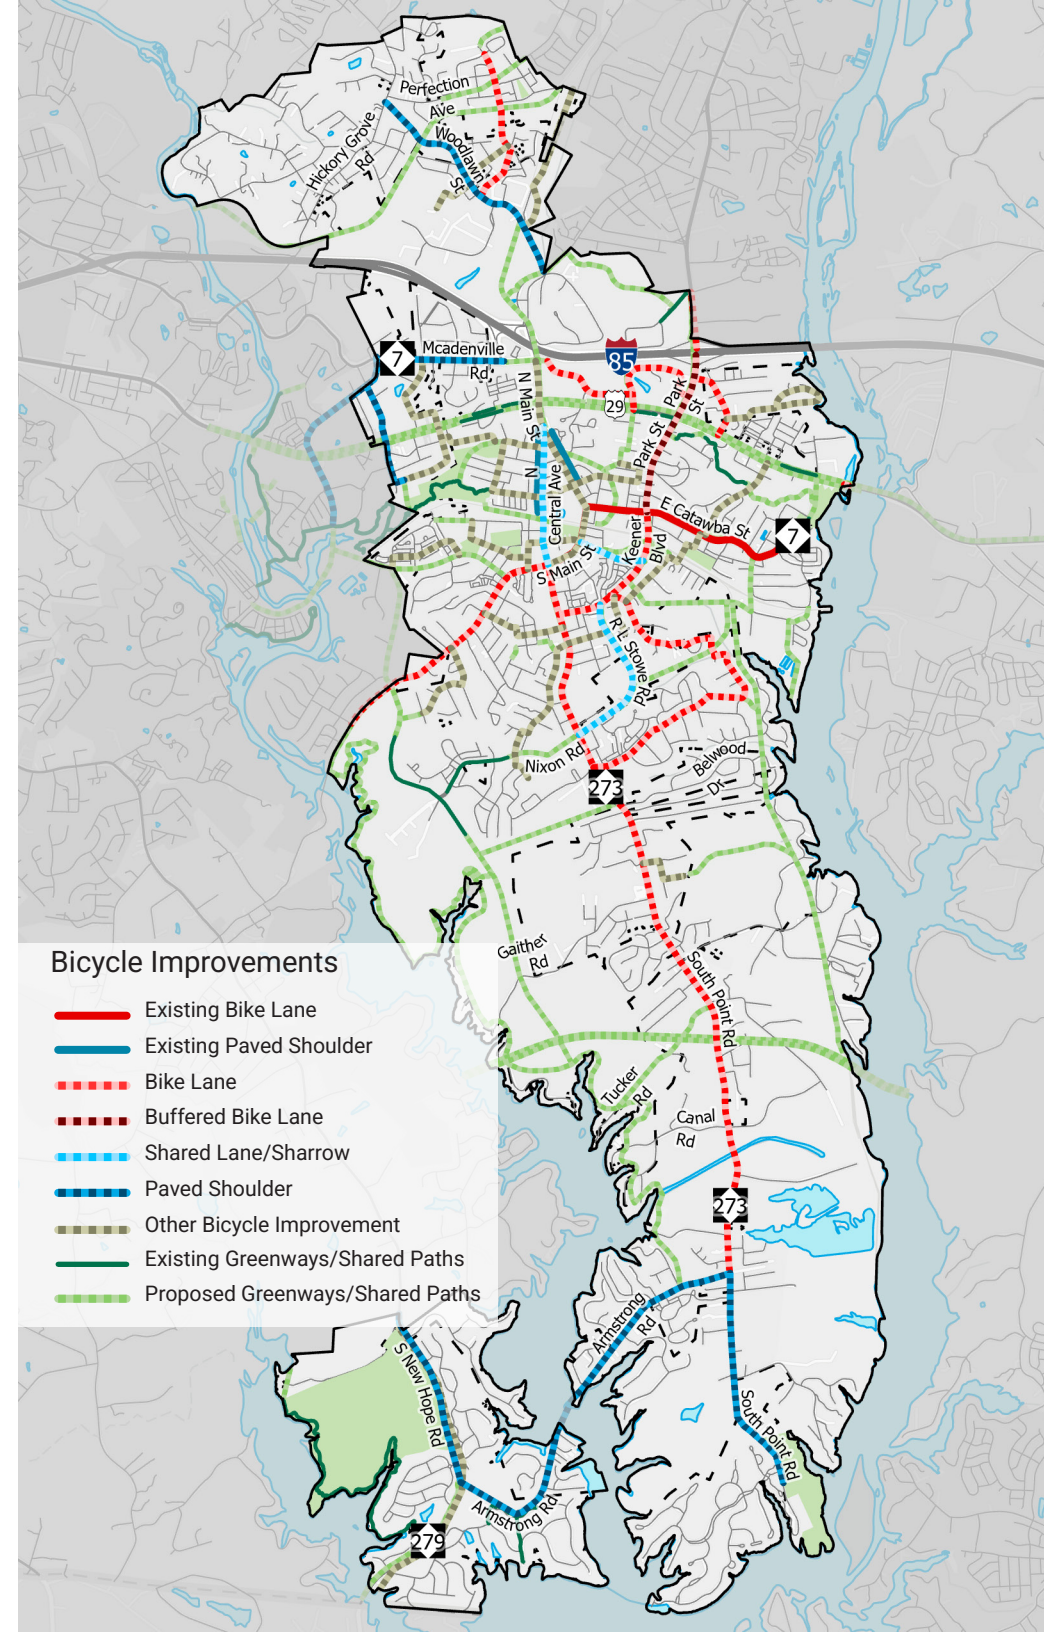 Perfection
Ave
Hickory Grove
Rd
Woodlawn
St
7
Mcadenville
Rd
85
29
N Main St
N
Central Ave
Park
St
Park St
E Catawba St
7
Keener
Blvd
S Main St
R L Stowe Rd
Nixon Rd
Belwood
Dr
273
Gaither
Rd
South Point Rd
Tucker
Rd
Canal
Rd
273
Armstrong
Rd
S New Hope Rd
South Point Rd
Armstrong Rd
279
Bicycle Improvements
Existing Bike Lane
Existing Paved Shoulder
Bike Lane
Buffered Bike Lane
Shared Lane/Sharrow
Paved Shoulder
Other Bicycle Improvement
Existing Greenways/Shared Paths
Proposed Greenways/Shared Paths